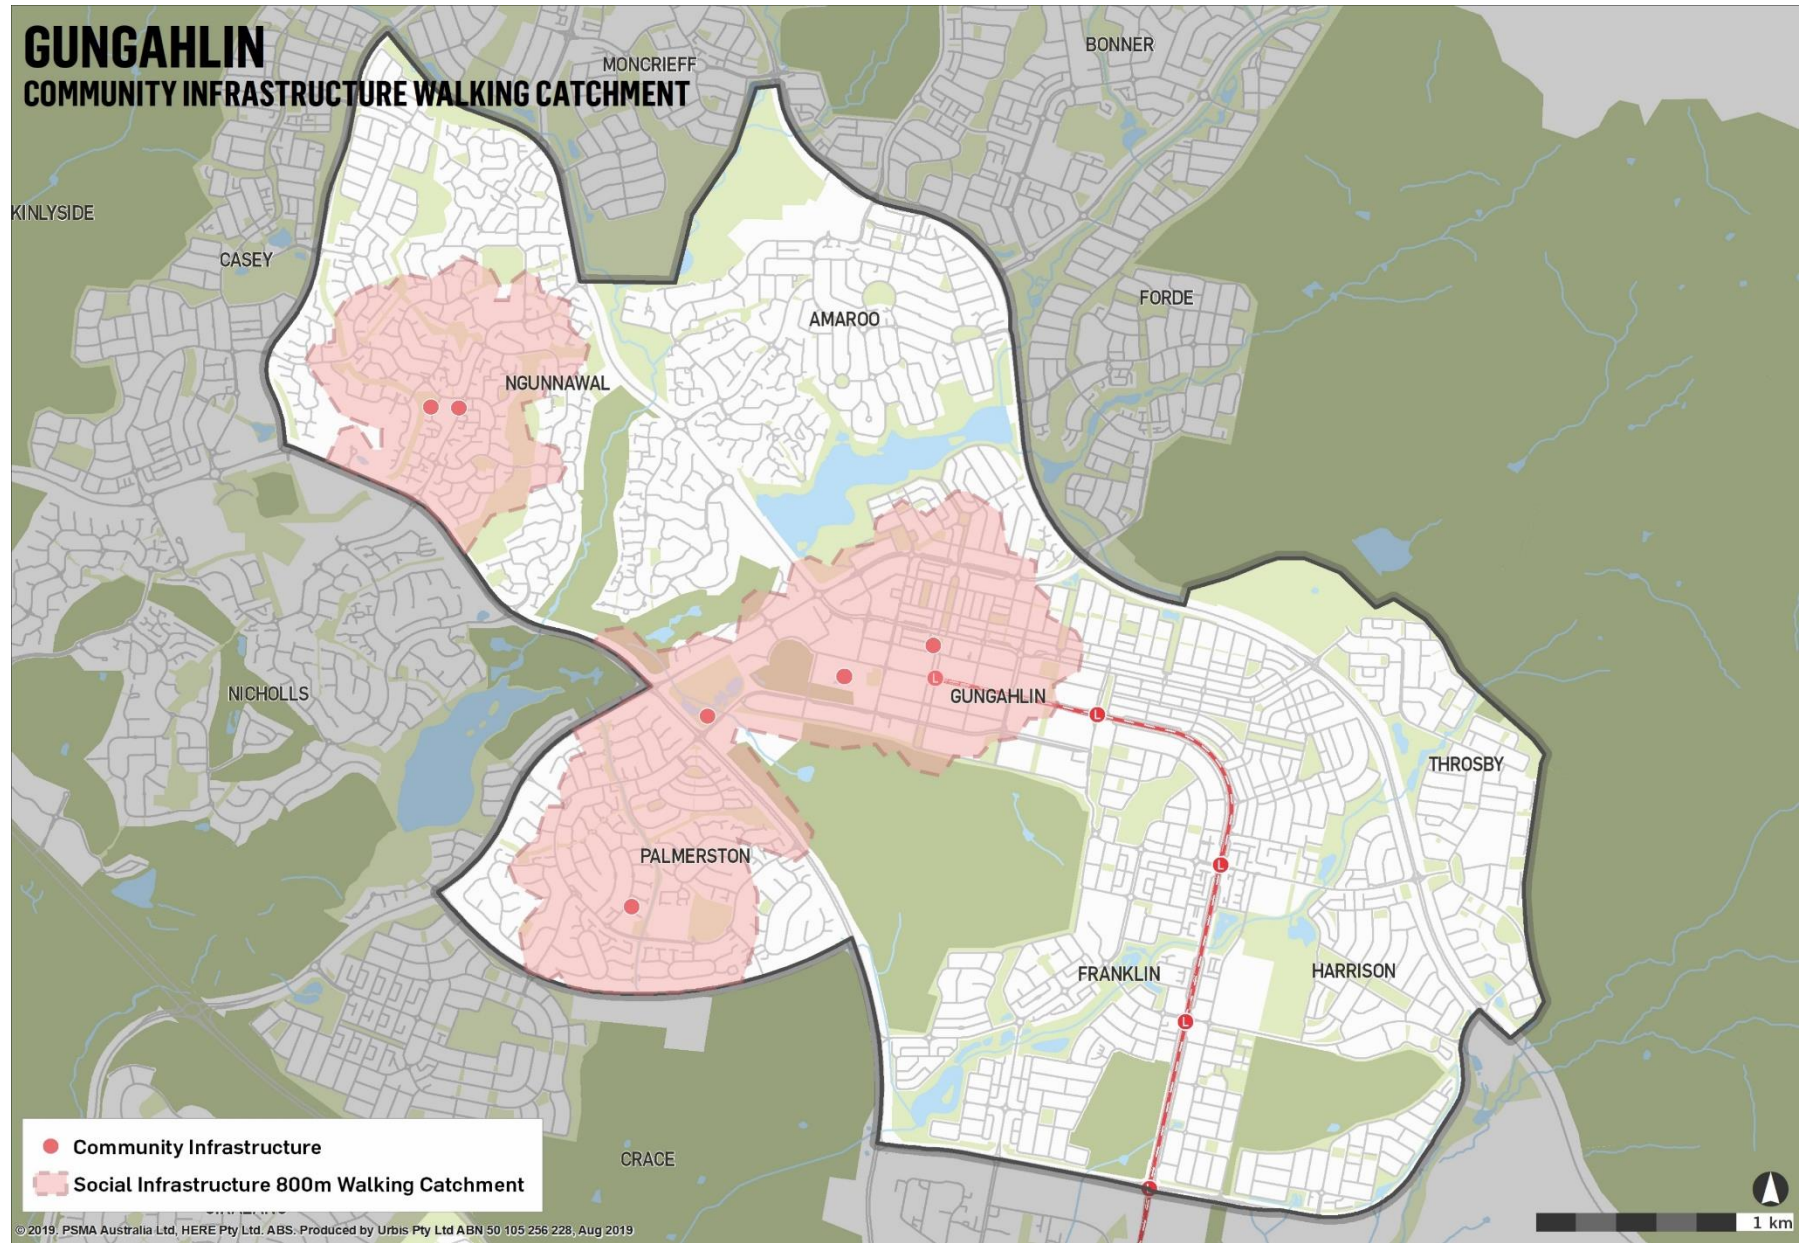 GUNGAHLIN
COMMUNITY INFRASTRUCTURE WALKING CATCHMENT
BONNER
MONCRIEFF
KINLYSIDE
CASEY
FORDE
AMAROO
NGUNNAWAL
NICHOLLS
GUNGAHLIN
L
L
THROSBY
PALMERSTON
L
FRANKLIN
HARRISON
L
Community Infrastructure
CRACE
Social Infrastructure 800m Walking Catchment
L
1 km
© 2019. PSMA Australia Ltd, HERE Pty Ltd. ABS. Produced by Urbis Pty Ltd ABN 50 105 256 228, Aug 2019